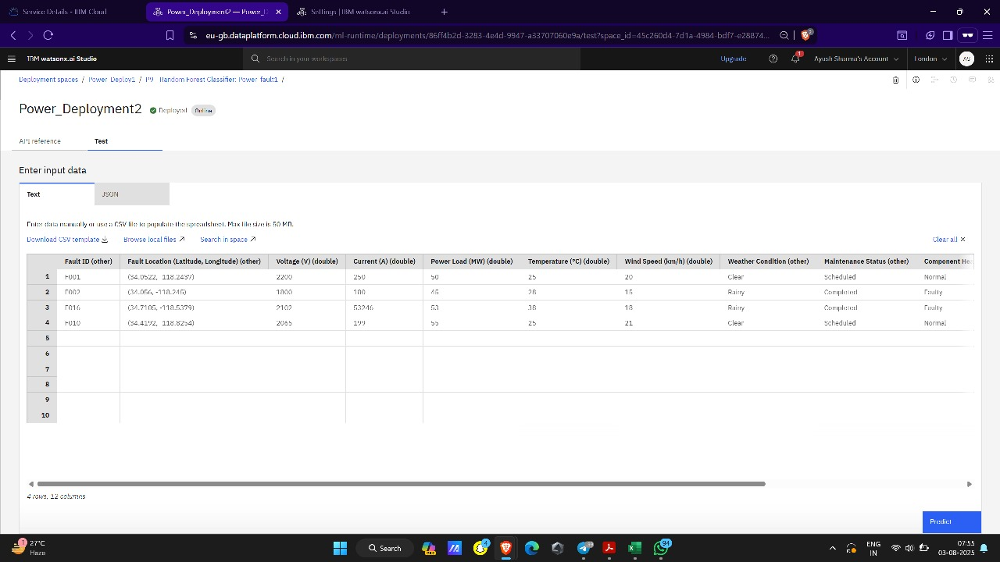 Service Details - IBM Cloud
Power_Deployment2 — Power_D
Settings | IBM watsonx.ai Studio
eu-gb.dataplatform.cloud.ibm.com/ml-runtime/deployments/86ff4b2d-3283-4e4d-9947-a33707060e9a/test?space_id=45c260d4-7d1a-4984-bdf7-e28874...
IBM watsonx.ai Studio
Search in your workspaces
Upgrade
1
Ayush Sharma's Account
London
AS
Deployment spaces / Power_Deploy1 / P9 - Random Forest Classifier: Power_fault1 /
Power_Deployment2
Deployed
Online
API reference
Test
Enter input data
Text
JSON
Enter data manually or use a CSV file to populate the spreadsheet. Max file size is 50 MB.
Download CSV template
Browse local files
Search in space
Clear all
Fault ID (other) Fault Location (Latitude, Longitude) (other) Voltage (V) (double) Current (A) (double) Power Load (MW) (double) Temperature (°C) (double) Wind Speed (km/h) (double) Weather Condition (other) Maintenance Status (other) Component He
1 F001 (34.0522, -118.2437) 2200 250 50 25 20 Clear Scheduled Normal
2 F002 (34.056, -118.245) 1800 180 45 28 15 Rainy Completed Faulty
3 F016 (34.7105, -118.5379) 2102 53246 53 38 18 Rainy Completed Faulty
4 F010 (34.4192, -118.8254) 2065 199 55 25 21 Clear Scheduled Normal
5
6
7
8
9
10
4 rows, 12 columns
Predict
1
27°C
Haze
Search
4
94
ENG
IN
07:55
03-08-2025